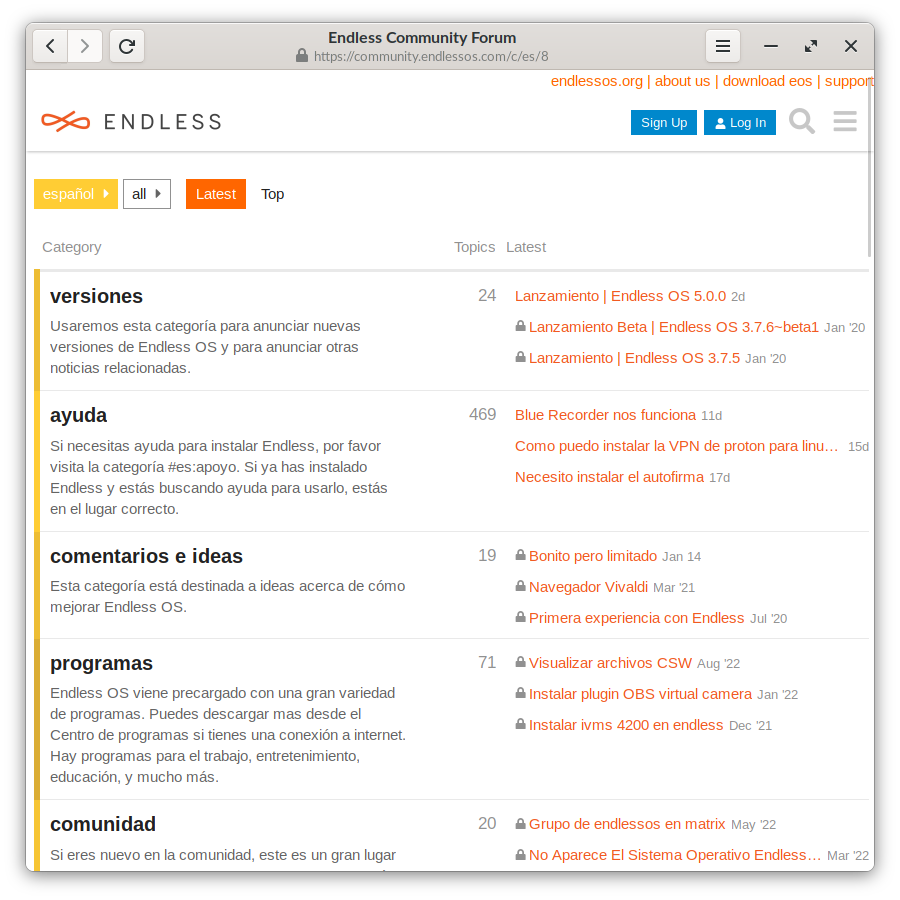 Endless Community Forum
https://community.endlessos.com/c/es/8
endlessos.org | about us | download eos | support
ENDLESS
Sign Up
Log In
español
all
Latest
Top
Category
Topics
Latest
versiones
24
Usaremos esta categoría para anunciar nuevas
versiones de Endless OS y para anunciar otras
noticias relacionadas.
Lanzamiento | Endless OS 5.0.0 2d
Lanzamiento Beta | Endless OS 3.7.6~beta1 Jan '20
Lanzamiento | Endless OS 3.7.5 Jan '20
ayuda
469
Si necesitas ayuda para instalar Endless, por favor
visita la categoría #es:apoyo. Si ya has instalado
Endless y estás buscando ayuda para usarlo, estás
en el lugar correcto.
Blue Recorder nos funciona 11d
Como puedo instalar la VPN de proton para linu… 15d
Necesito instalar el autofirma 17d
comentarios e ideas
19
Esta categoría está destinada a ideas acerca de cómo
mejorar Endless OS.
Bonito pero limitado Jan 14
Navegador Vivaldi Mar '21
Primera experiencia con Endless Jul '20
programas
71
Endless OS viene precargado con una gran variedad
de programas. Puedes descargar mas desde el
Centro de programas si tienes una conexión a internet.
Hay programas para el trabajo, entretenimiento,
educación, y mucho más.
Visualizar archivos CSW Aug '22
Instalar plugin OBS virtual camera Jan '22
Instalar ivms 4200 en endless Dec '21
comunidad
20
Si eres nuevo en la comunidad, este es un gran lugar
Grupo de endlessos en matrix May '22
No Aparece El Sistema Operativo Endless… Mar '22